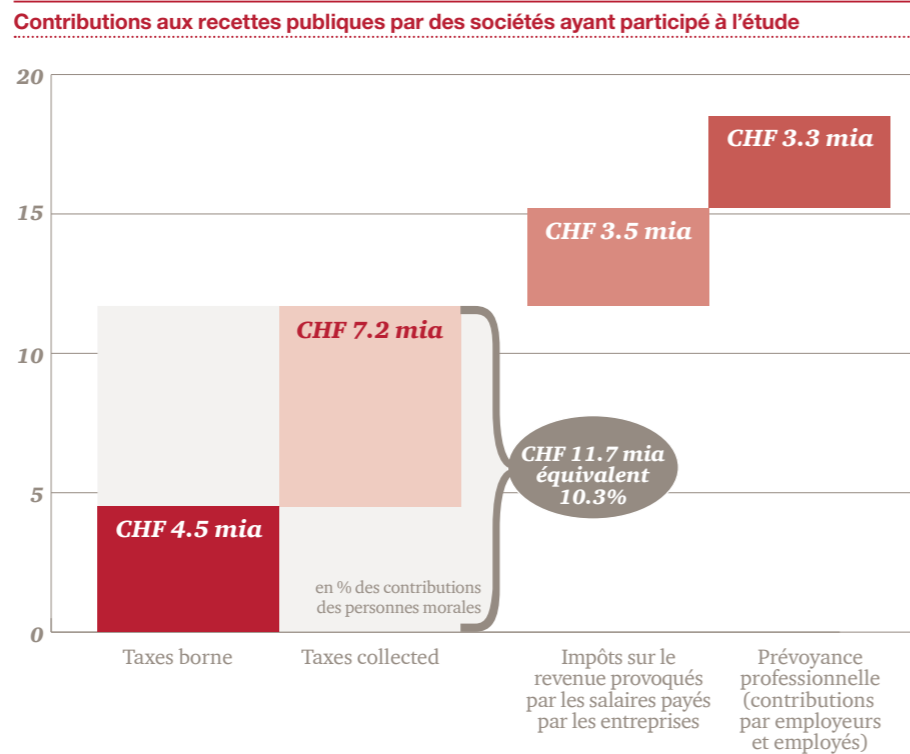 Contributions aux recettes publiques par des sociétés ayant participé à l'étude
20
CHF 3.3 mia
15
CHF 3.5 mia
CHF 7.2 mia
10
CHF 11.7 mia
équivalent
10.3%
5
CHF 4.5 mia
en % des contributions
des personnes morales
0
Taxes borne
Taxes collected
Impôts sur le
revenue provoqués
par les salaires payés
par les entreprises
Prévoyance
professionnelle
(contributions
par employeurs
et employés)